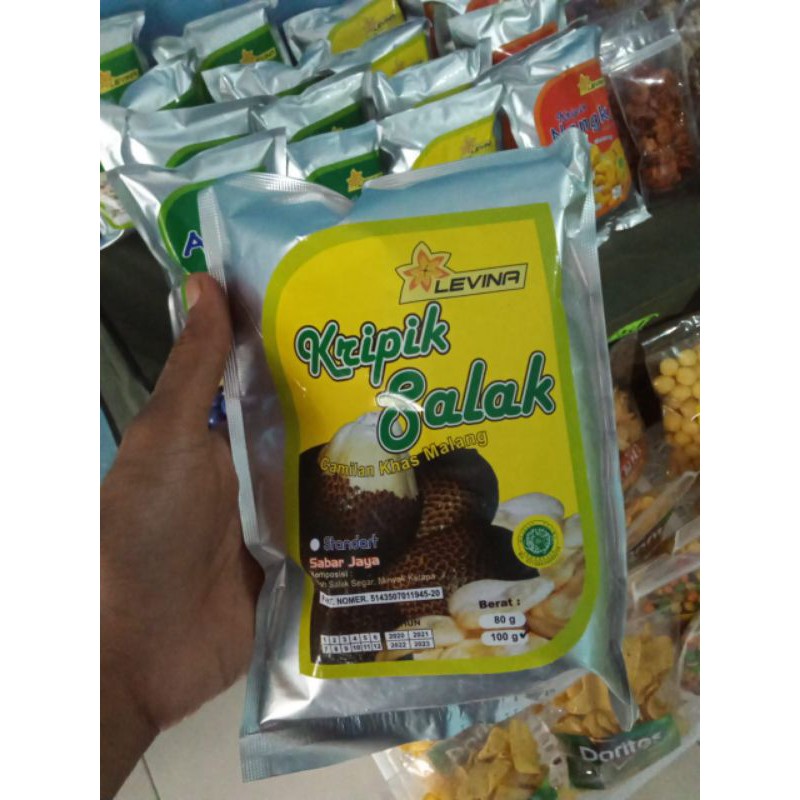 LEVINA
Kripik
Salak
Camilan Khas Malang
Standart
Sabar Jaya
Komposisi :
Salak Segar, Minyak Kelapa
NOMER. 5143507011945-20
Berat :
80 g
100 g ✓
1 2 3 4 5 6 2020 2021
7 8 9 10 11 12 2022 2023
LEVINA
Doritos